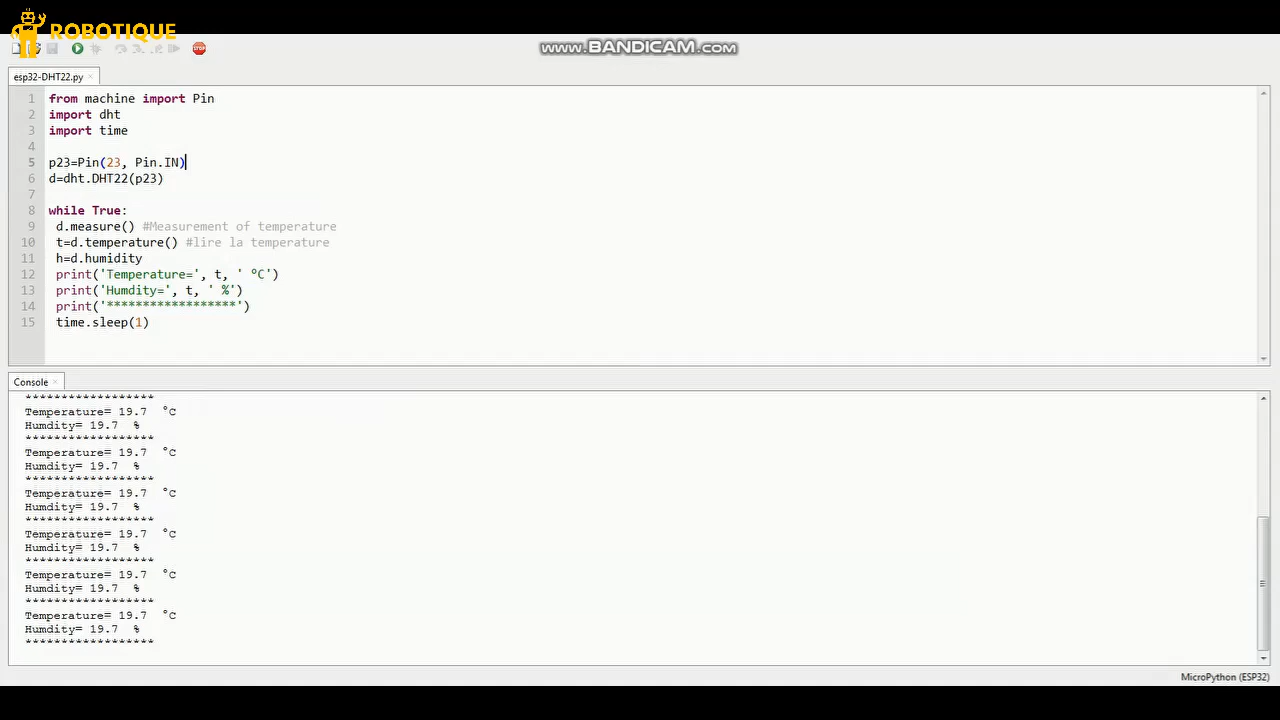 ROBOTIQUE
www.BANDICAM.com
STOP
esp32-DHT22.py
1 from machine import Pin
2 import dht
3 import time
4
5 p23=Pin(23, Pin.IN)
6 d=dht.DHT22(p23)
7
8 while True:
9 d.measure() #Measurement of temperature
10 t=d.temperature() #lire la temperature
11 h=d.humidity
12 print('Temperature=', t, ' °C')
13 print('Humdity=', t, ' %')
14 print('******************')
15 time.sleep(1)
Console
******************
Temperature= 19.7  °C
Humdity= 19.7  %
******************
Temperature= 19.7  °C
Humdity= 19.7  %
******************
Temperature= 19.7  °C
Humdity= 19.7  %
******************
Temperature= 19.7  °C
Humdity= 19.7  %
******************
Temperature= 19.7  °C
Humdity= 19.7  %
******************
Temperature= 19.7  °C
Humdity= 19.7  %
******************
MicroPython (ESP32)